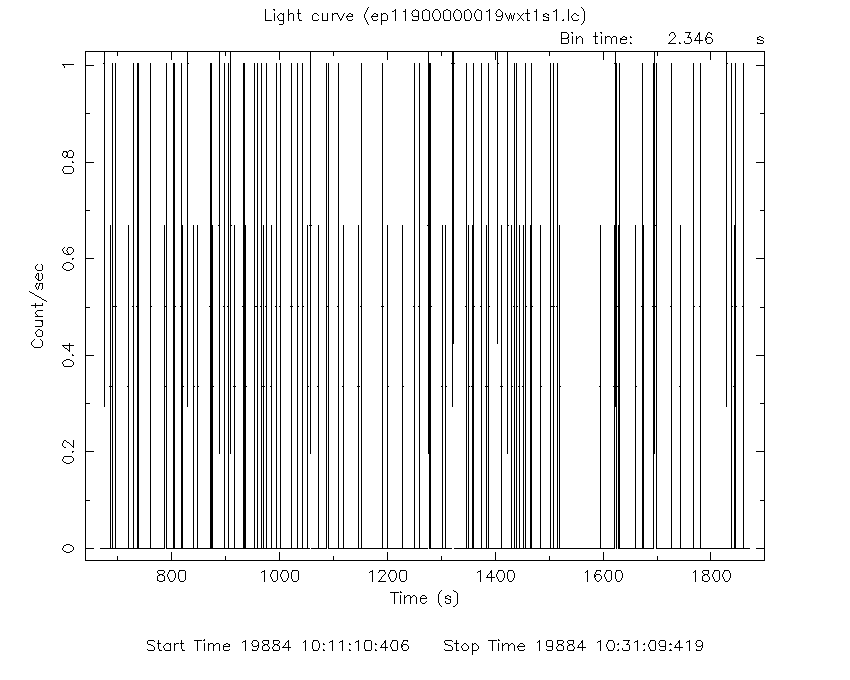 Light curve (ep11900000019wxt1s1.lc)
Bin time: 2.346 s
1
0.8
0.6
0.4
0.2
0
Count/sec
800 1000 1200 1400 1600 1800
Time (s)
Start Time 19884 10:11:10:406 Stop Time 19884 10:31:09:419